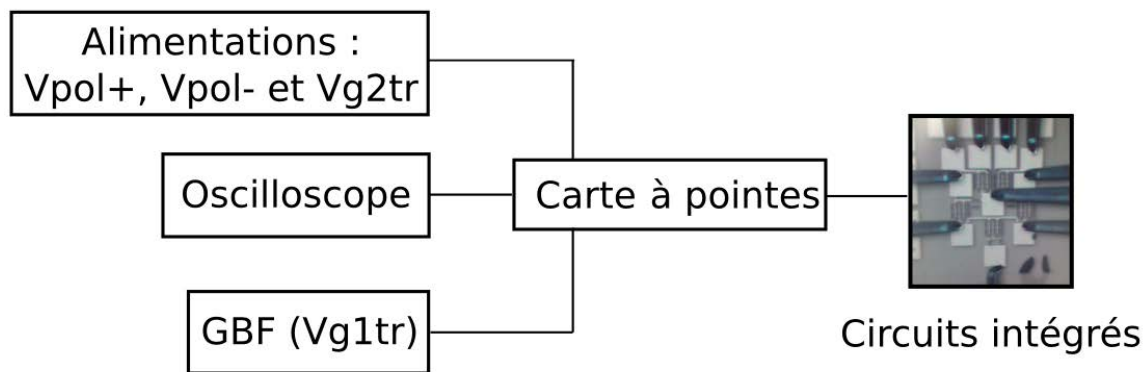 Alimentations :
Vpol+, Vpol- et Vg2tr
Oscilloscope
Carte à pointes
GBF (Vg1tr)
Circuits intégrés